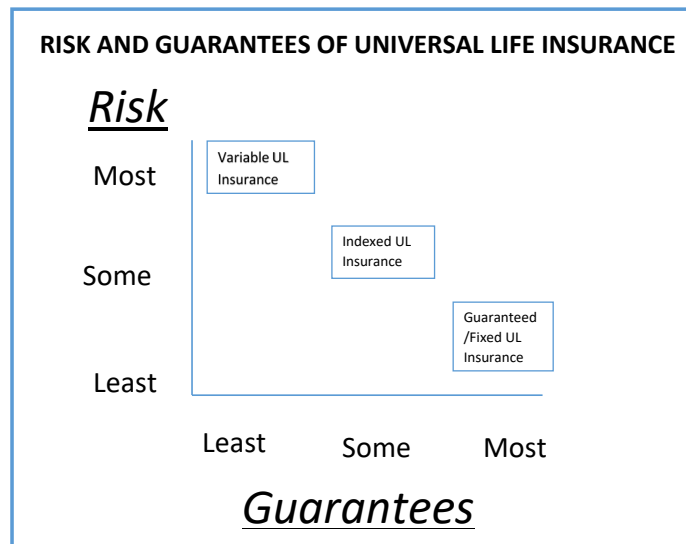 RISK AND GUARANTEES OF UNIVERSAL LIFE INSURANCE
Risk
Most
Variable UL
Insurance
Some
Indexed UL
Insurance
Least
Guaranteed
/Fixed UL
Insurance
Least
Some
Most
Guarantees